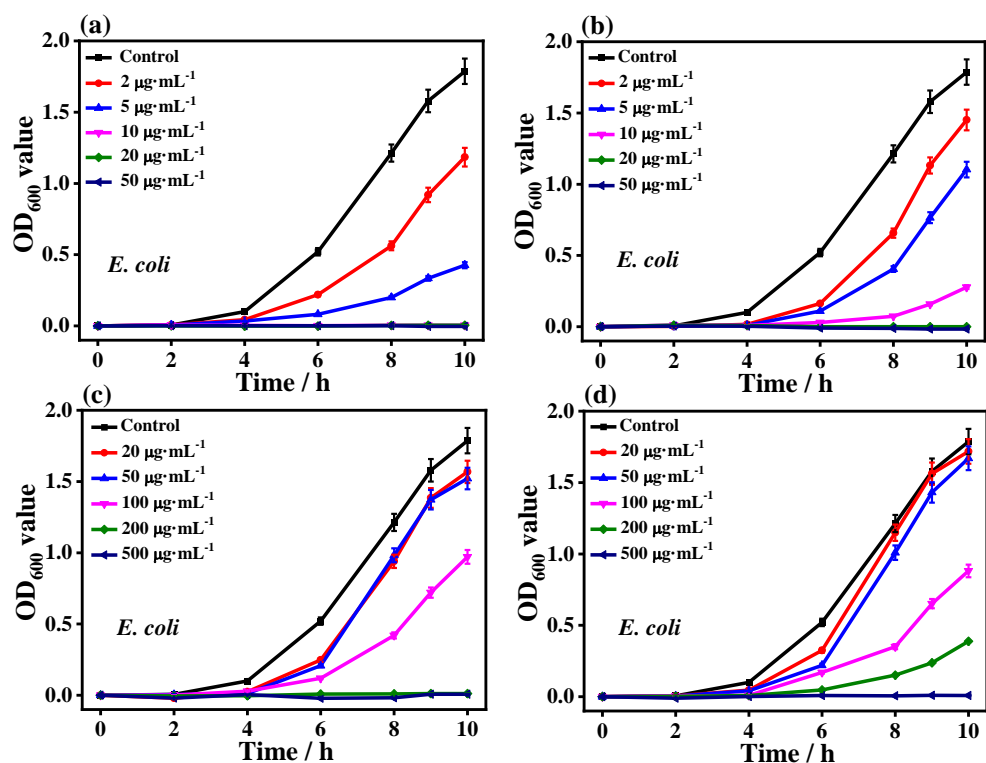 (a)
2.0
1.5
1.0
0.5
0.0
OD600 value
Control
2 μg·mL-1
5 μg·mL-1
10 μg·mL-1
20 μg·mL-1
50 μg·mL-1
E. coli
0 2 4 6 8 10
Time / h
(b)
2.0
1.5
1.0
0.5
0.0
OD600 value
Control
2 μg·mL-1
5 μg·mL-1
10 μg·mL-1
20 μg·mL-1
50 μg·mL-1
E. coli
0 2 4 6 8 10
Time / h
(c)
2.0
1.5
1.0
0.5
0.0
OD600 value
Control
20 μg·mL-1
50 μg·mL-1
100 μg·mL-1
200 μg·mL-1
500 μg·mL-1
E. coli
0 2 4 6 8 10
Time / h
(d)
2.0
1.5
1.0
0.5
0.0
OD600 value
Control
20 μg·mL-1
50 μg·mL-1
100 μg·mL-1
200 μg·mL-1
500 μg·mL-1
E. coli
0 2 4 6 8 10
Time / h